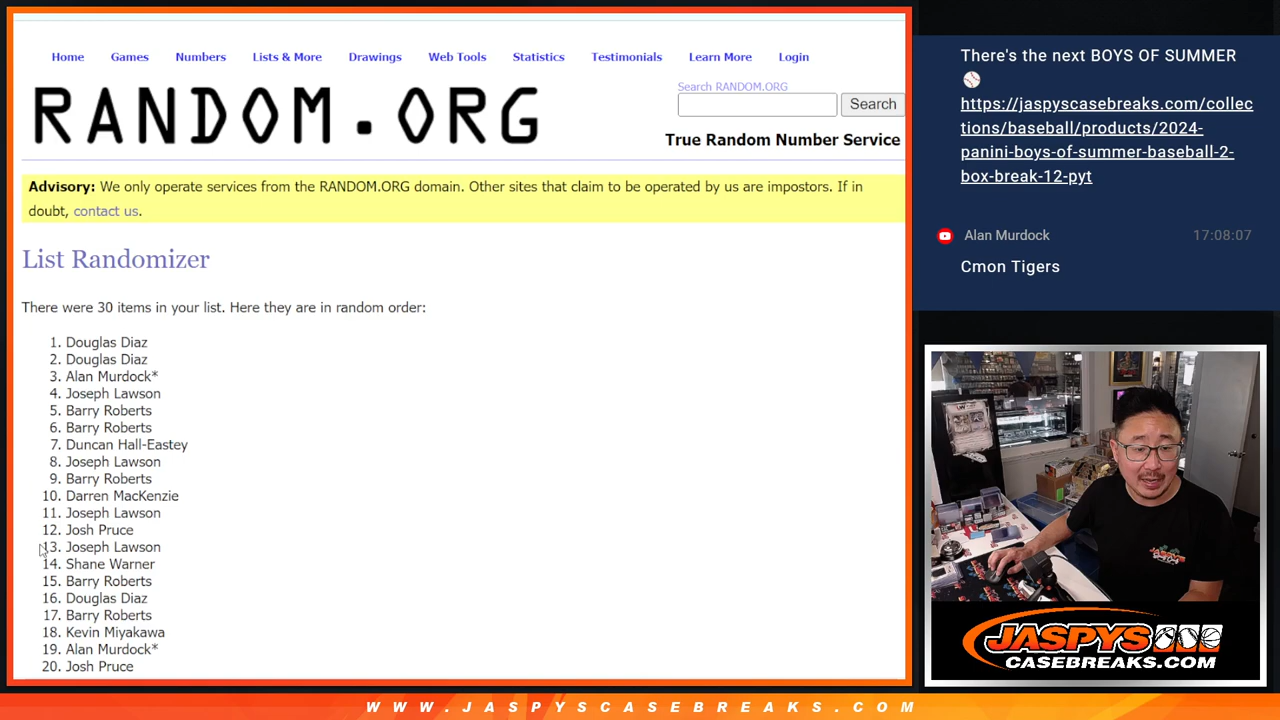 Home Games Numbers Lists & More Drawings Web Tools Statistics Testimonials Learn More Login
RANDOM.ORG
Search RANDOM.ORG
Search
True Random Number Service
Advisory: We only operate services from the RANDOM.ORG domain. Other sites that claim to be operated by us are impostors. If in
doubt, contact us.
List Randomizer
There were 30 items in your list. Here they are in random order:
1. Douglas Diaz
2. Douglas Diaz
3. Alan Murdock*
4. Joseph Lawson
5. Barry Roberts
6. Barry Roberts
7. Duncan Hall-Eastey
8. Joseph Lawson
9. Barry Roberts
10. Darren MacKenzie
11. Joseph Lawson
12. Josh Pruce
13. Joseph Lawson
14. Shane Warner
15. Barry Roberts
16. Douglas Diaz
17. Barry Roberts
18. Kevin Miyakawa
19. Alan Murdock*
20. Josh Pruce
There's the next BOYS OF SUMMER
https://jaspyscasebreaks.com/collec
tions/baseball/products/2024-
panini-boys-of-summer-baseball-2-
box-break-12-pyt
Alan Murdock 17:08:07
Cmon Tigers
JASPYS
CASEBREAKS.COM
WWW.JASPYSCASEBREAKS.COM